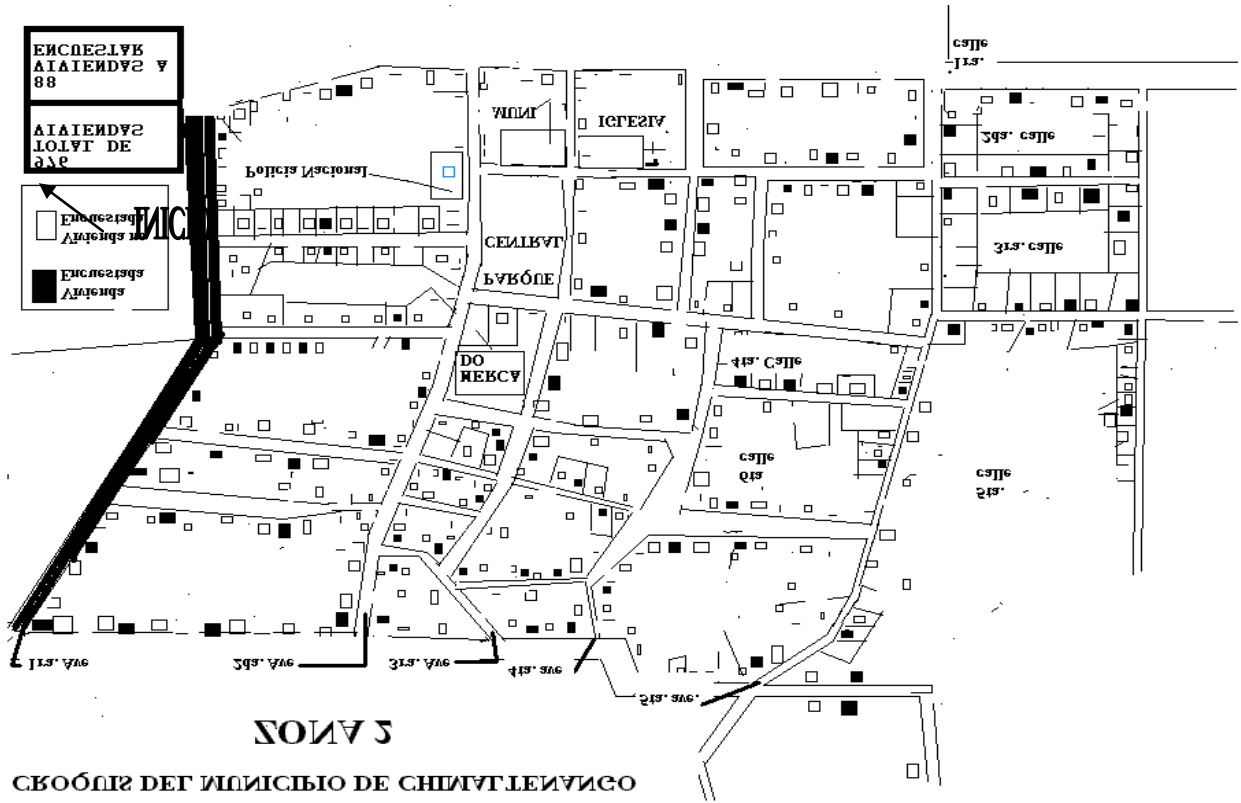 CROQUIS DEL MUNICIPIO DE CHIMALTENANGO
ZONA 2
5ta. ave.
1ra. Ave
2da. Ave
3ra. Ave
4ta. ave
5ta.
calle
6ta
calle
MERCA
DO
4ta. Calle
Vivienda
Encuestada
Vivienda no
Encuestada
INICI
PARQUE
CENTRAL
3ra. calle
Policia Nacional
976
TOTAL DE
VIVIENDAS
88
VIVIENDAS A
ENCUESTAR
MUNI
IGLESIA
2da. calle
1ra.
calle